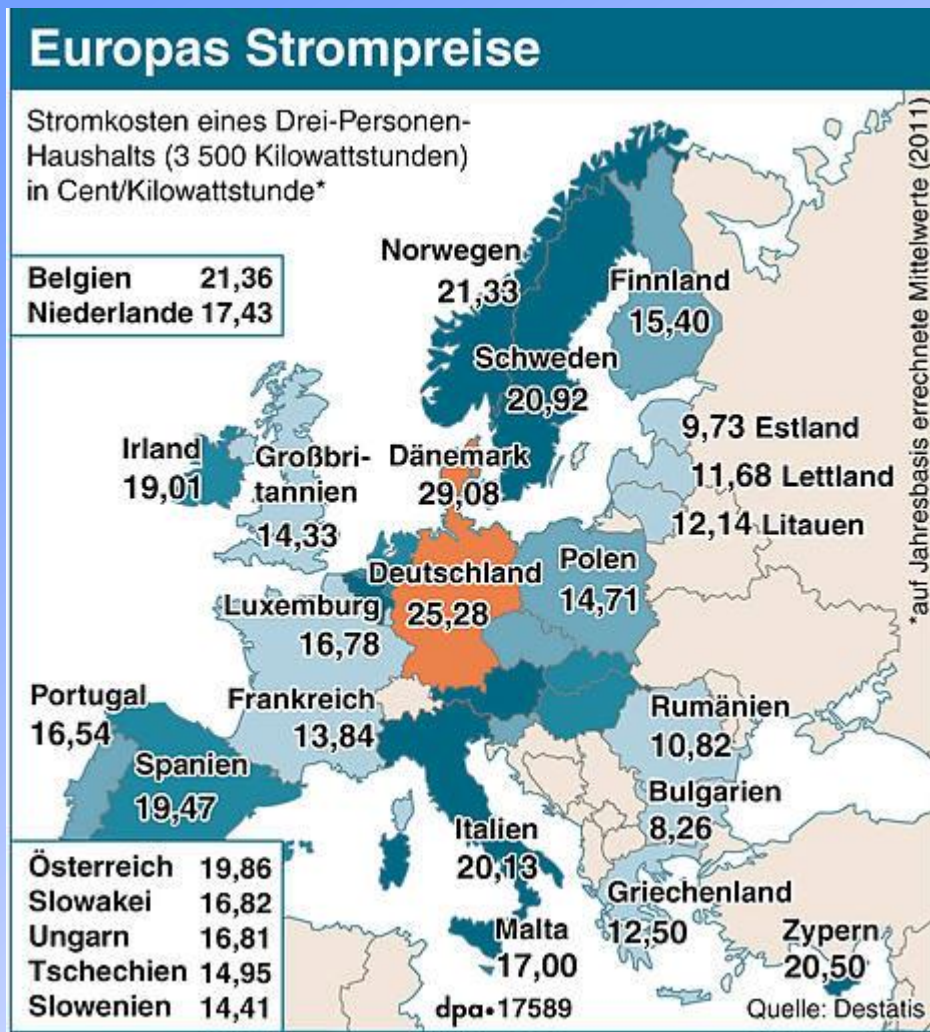 Europas Strompreise
Stromkosten eines Drei-Personen-
Haushalts (3 500 Kilowattstunden)
in Cent/Kilowattstunde*
Belgien 21,36
Niederlande 17,43
Norwegen
21,33
Finnland
15,40
Schweden
20,92
Irland
19,01
Großbri-
tannien
14,33
Dänemark
29,08
9,73 Estland
11,68 Lettland
12,14 Litauen
Deutschland
25,28
Polen
14,71
Luxemburg
16,78
Portugal
16,54
Frankreich
13,84
Rumänien
10,82
Spanien
19,47
Bulgarien
8,26
Italien
20,13
Griechenland
12,50
Malta
17,00
Zypern
20,50
Österreich 19,86
Slowakei 16,82
Ungarn 16,81
Tschechien 14,95
Slowenien 14,41
dpa•17589
Quelle: Destatis
*auf Jahresbasis errechnete Mittelwerte (2011)